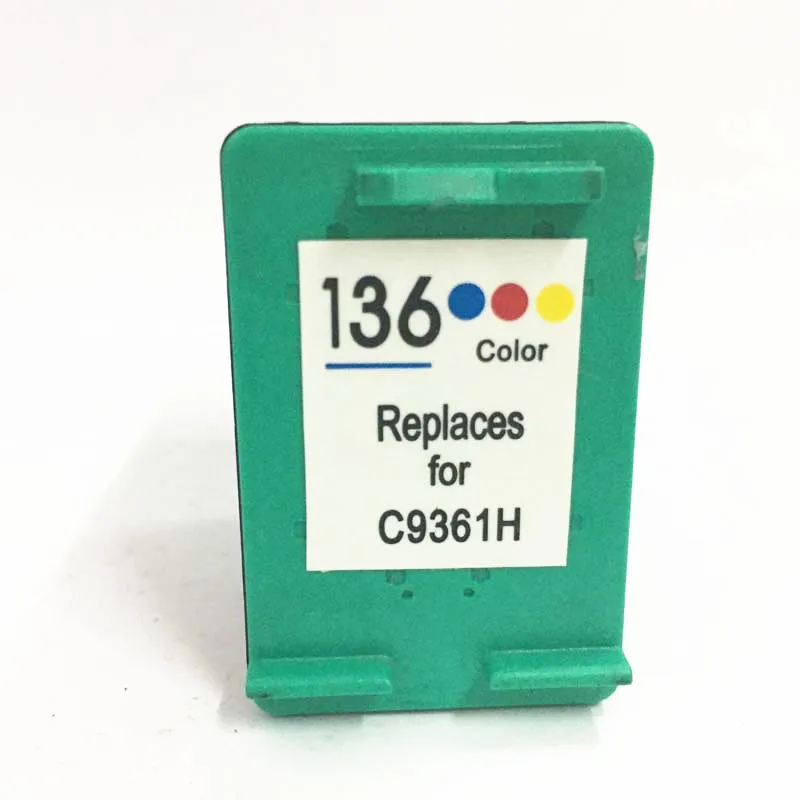 136
Color
Replaces
for
C9361H